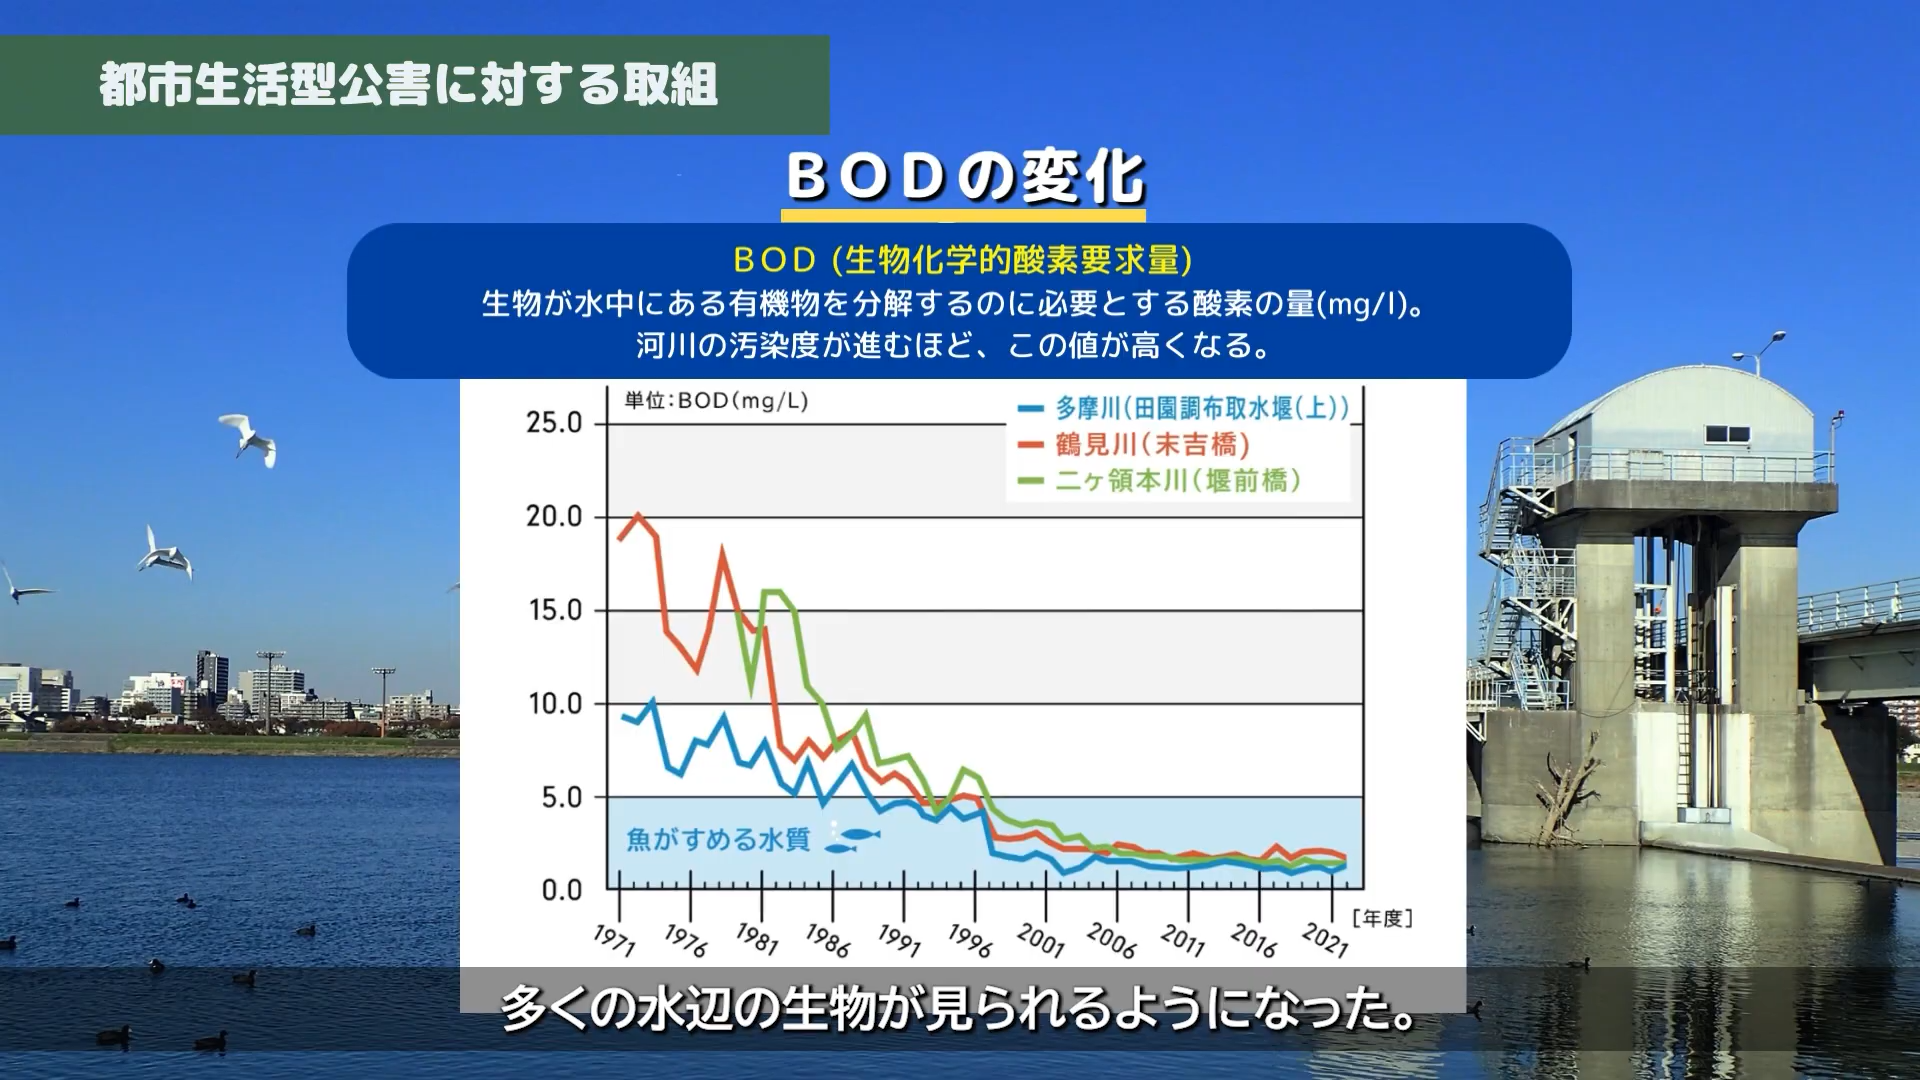 都市生活型公害に対する取組
ＢＯＤの変化
ＢＯＤ (生物化学的酸素要求量)
生物が水中にある有機物を分解するのに必要とする酸素の量(mg/l)。
河川の汚染度が進むほど、この値が高くなる。
単位：BOD(mg/L)
多摩川(田園調布取水堰(上))
鶴見川(末吉橋)
二ヶ領本川(堰前橋)
25.0
20.0
15.0
10.0
5.0
0.0
魚がすめる水質
1971
1976
1981
1986
1991
1996
2001
2006
2011
2016
2021
[年度]
多くの水辺の生物が見られるようになった。